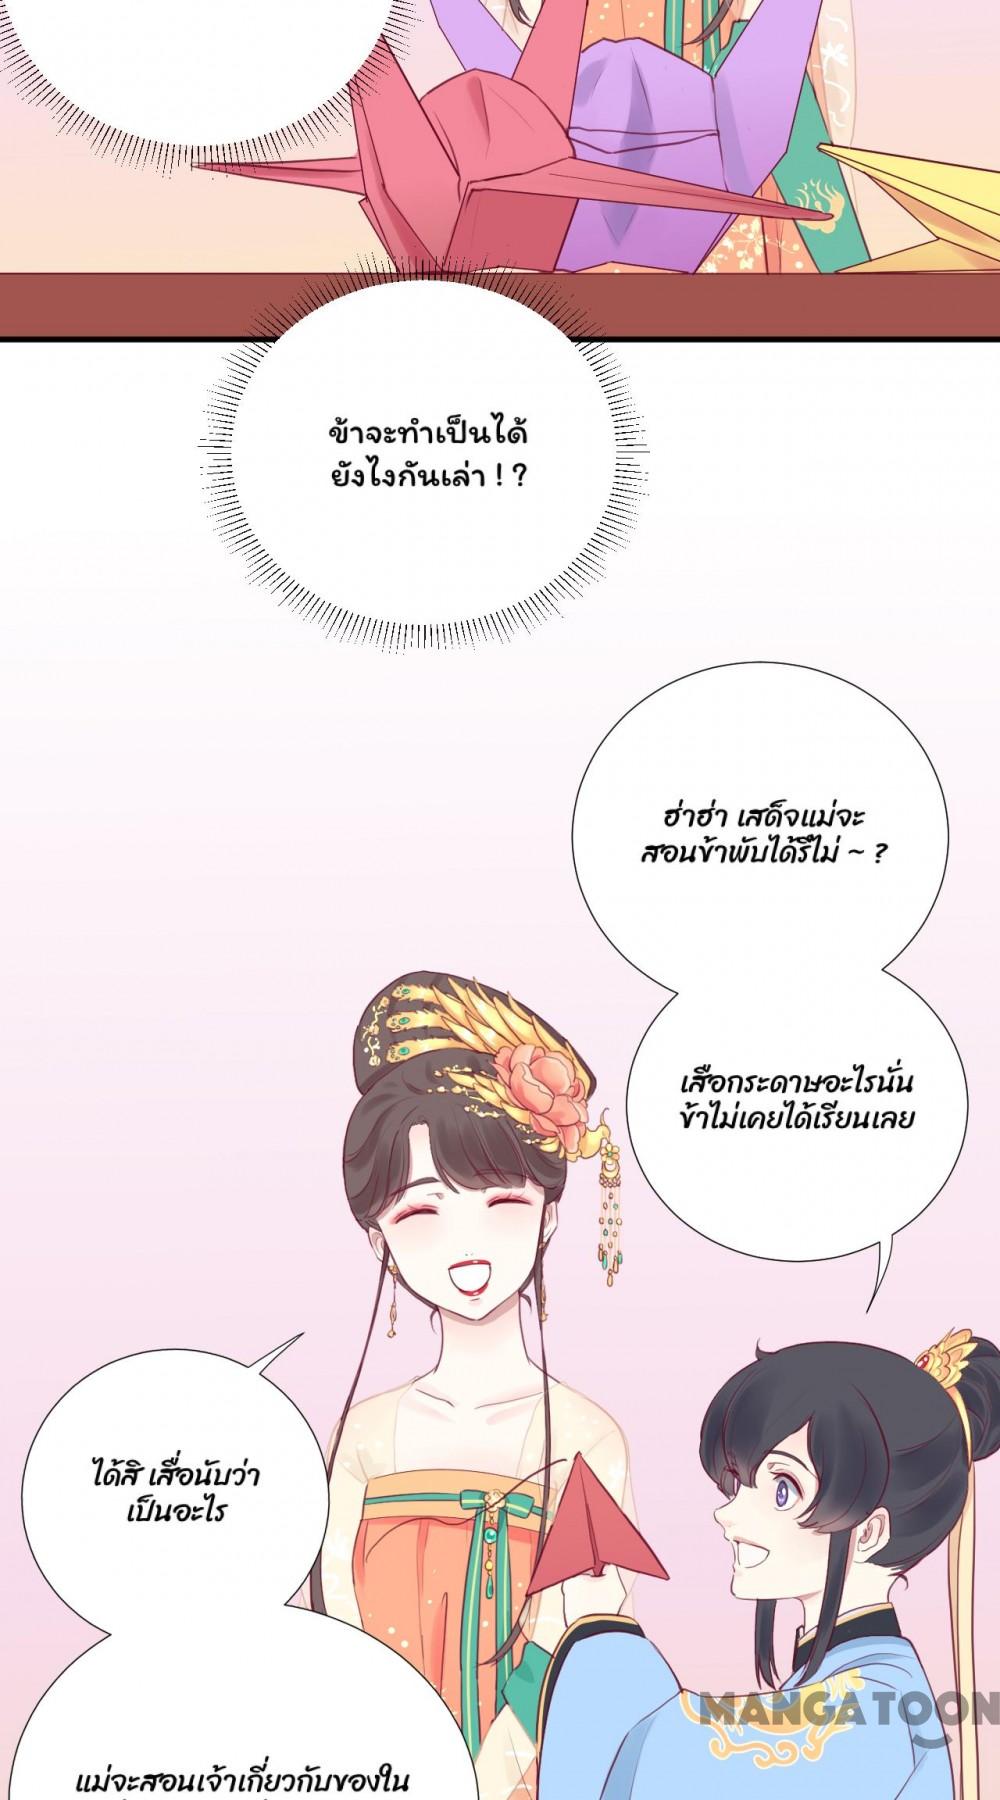 ข้าจะทำเป็นได้
ยังไงกันเล่า ! ?
ฮ่าฮ่า เสด็จแม่จะ
สอนข้าพับได้รึไม่ ~ ?
เสือกระดาษอะไรนั่น
ข้าไม่เคยได้เรียนเลย
ได้สิ เสื่อนับว่า
เป็นอะไร
แม่จะสอนเจ้าเกี่ยวกับของใน
MANGATOON